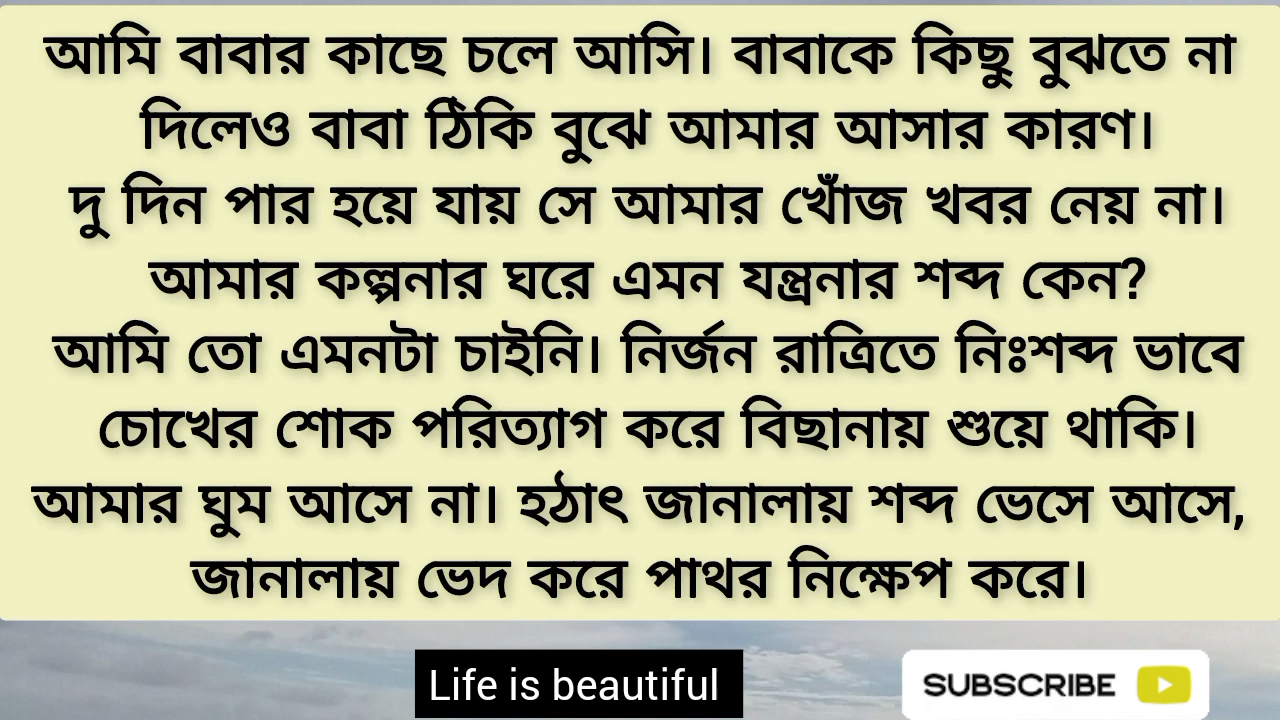 আমি বাবার কাছে চলে আসি। বাবাকে কিছু বুঝতে না
দিলেও বাবা ঠিকি বুঝে আমার আসার কারণ।
দু দিন পার হয়ে যায় সে আমার খোঁজ খবর নেয় না।
আমার কল্পনার ঘরে এমন যন্ত্রনার শব্দ কেন?
আমি তো এমনটা চাইনি। নির্জন রাত্রিতে নিঃশব্দ ভাবে
চোখের শোক পরিত্যাগ করে বিছানায় শুয়ে থাকি।
আমার ঘুম আসে না। হঠাৎ জানালায় শব্দ ভেসে আসে,
জানালায় ভেদ করে পাথর নিক্ষেপ করে।
Life is beautiful
SUBSCRIBE